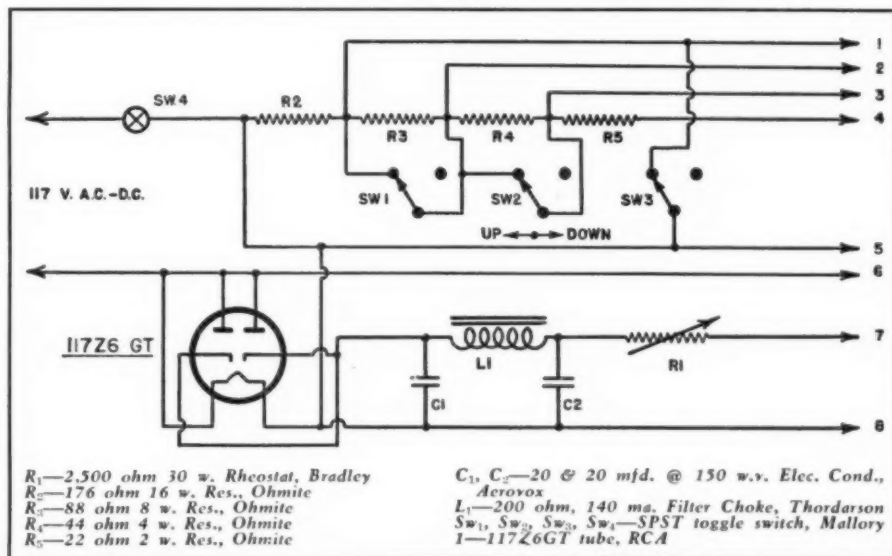 1
2
SW.4
R2
3
R3
R4
4
R5
117 V. A.C.-D.C.
SW1
SW2
SW3
UP
DOWN
5
6
117Z6 GT
7
L1
R1
C1
C2
8
R₁—2,500 ohm 30 w. Rheostat, Bradley
R₂—176 ohm 16 w. Res., Ohmite
R₃—88 ohm 8 w. Res., Ohmite
R₄—44 ohm 4 w. Res., Ohmite
R₅—22 ohm 2 w. Res., Ohmite
C₁, C₂—20 & 20 mfd. @ 150 w.v. Elec. Cond.,
Aerovox
L₁—200 ohm, 140 ma. Filter Choke, Thordarson
Sw₁, Sw₂, Sw₃, Sw₄—SPST toggle switch, Mallory
1—117Z6GT tube, RCA